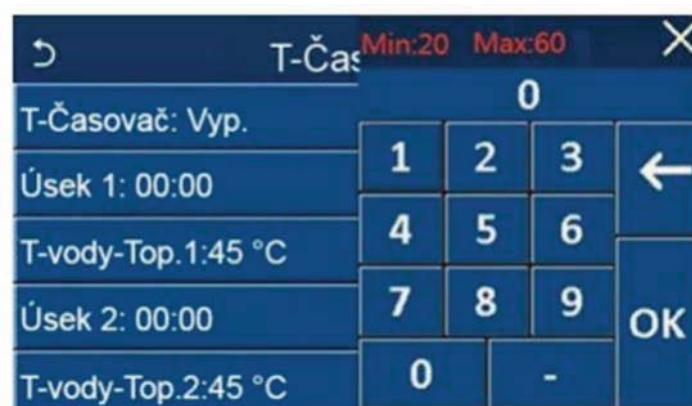 T-Čas
Min:20 Max:60
0
T-Časovač: Vyp.
Úsek 1: 00:00
T-vody-Top.1:45 °C
Úsek 2: 00:00
T-vody-Top.2:45 °C
1 2 3
4 5 6
7 8 9
0 -
OK